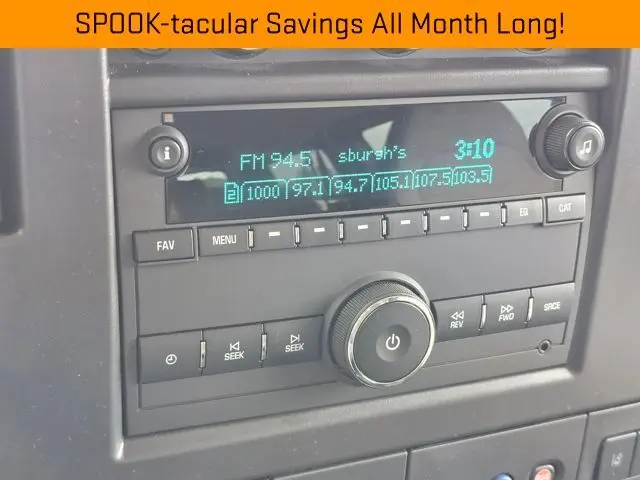 SPOOK-tacular Savings All Month Long!
FM 94.5 sburgh's 3:10
2 1000 97.1 94.7 105.1 107.5 103.5
FAV MENU EQ CAT
SEEK SEEK REV FWD SRCE